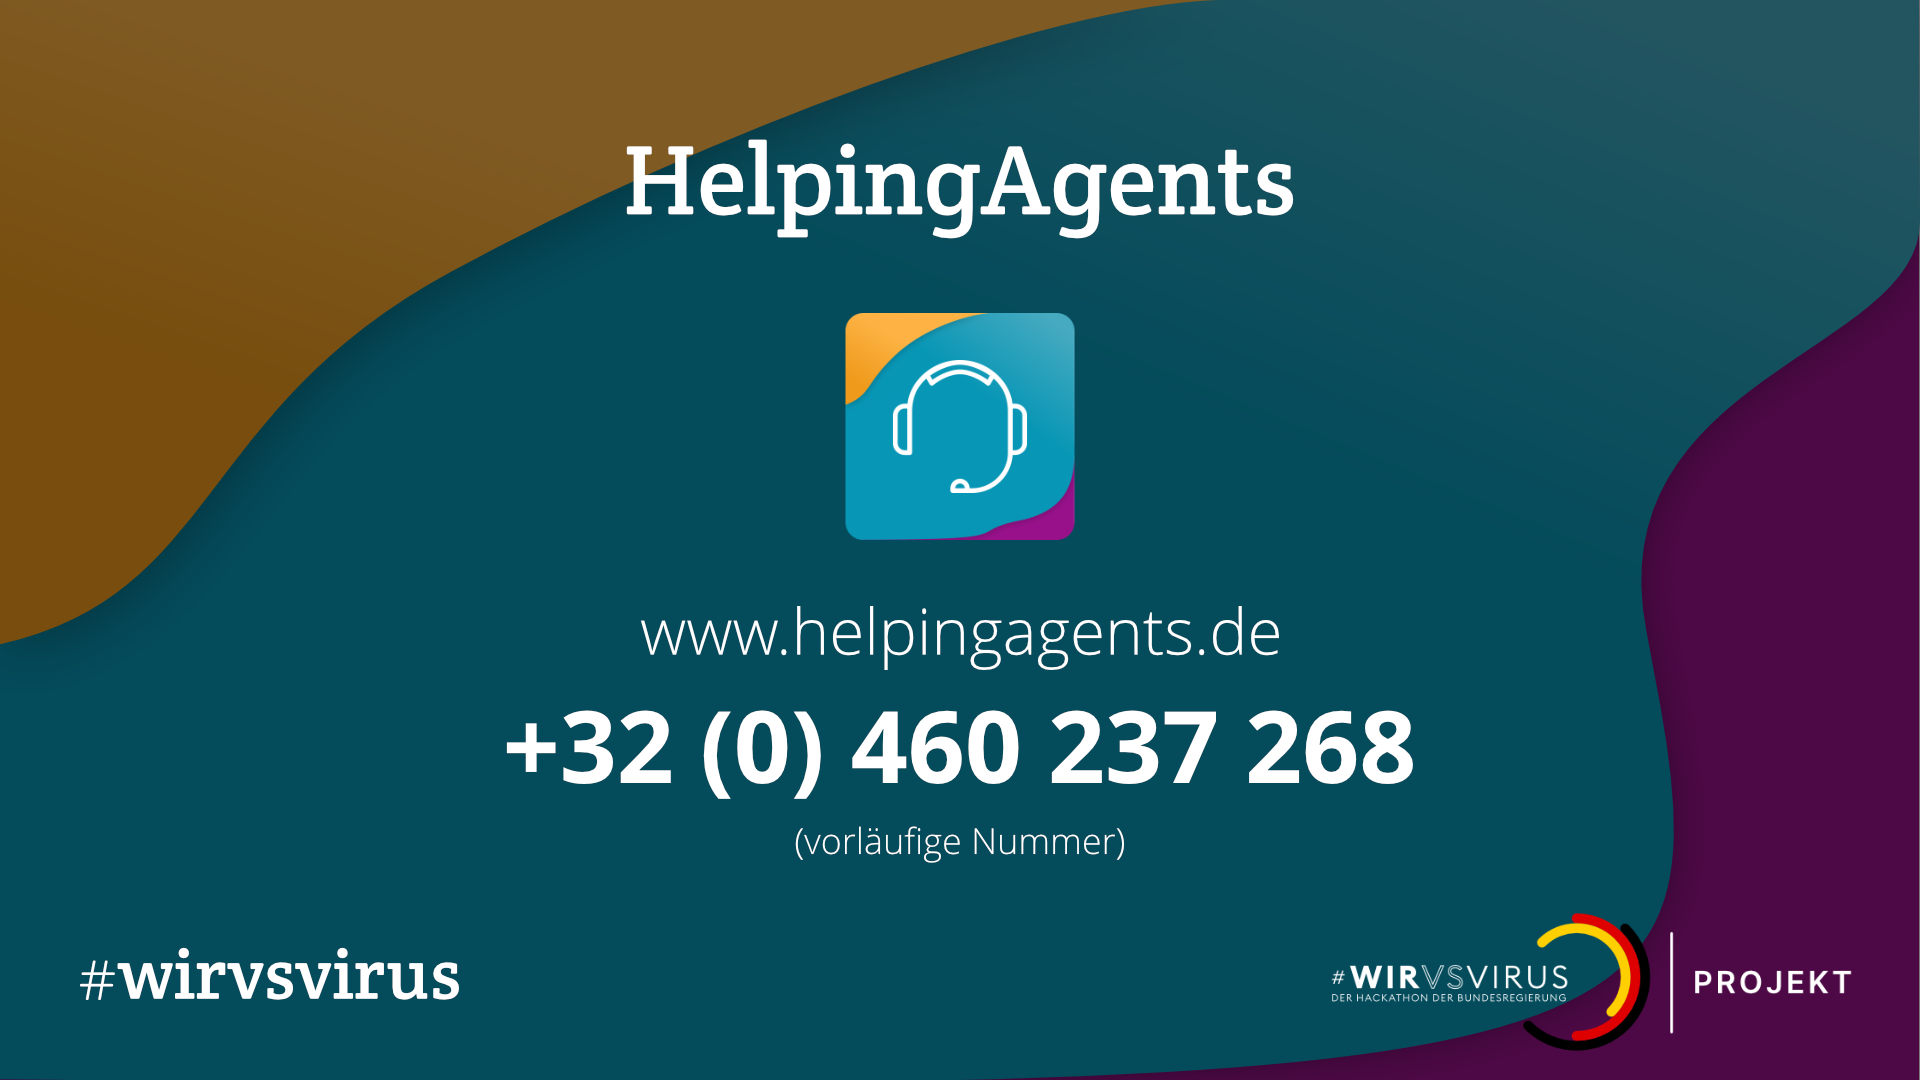 HelpingAgents
www.helpingagents.de
+32 (0) 460 237 268
(vorläufige Nummer)
#wirvsvirus
#WIRVSVIRUS
DER HACKATHON DER BUNDESREGIERUNG
PROJEKT